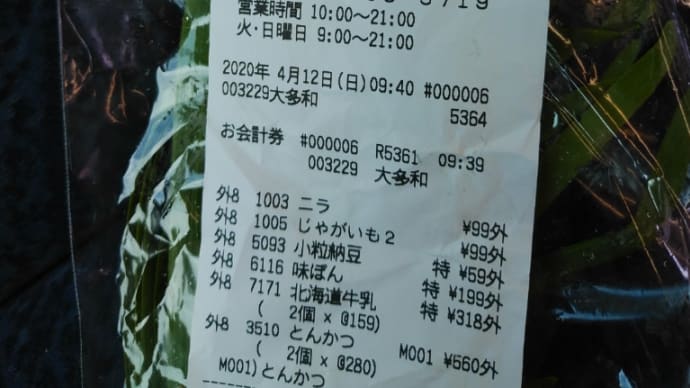 営業時間 10:00~21:00
火・日曜日 9:00~21:00
2020年 4月12日(日)09:40 #000006
003229大多和 5364
お会計券 #000006 R5361 09:39
003229 大多和
外8 1003 ニラ ¥99外
外8 1005 じゃがいも2 ¥99外
外8 5093 小粒納豆 特 ¥59外
外8 6116 味ぽん 特 ¥199外
外8 7171 北海道牛乳 特 ¥318外
( 2個 × @159)
外8 3510 とんかつ M001 ¥560外
( 2個 × @280)
M001)とんかつ